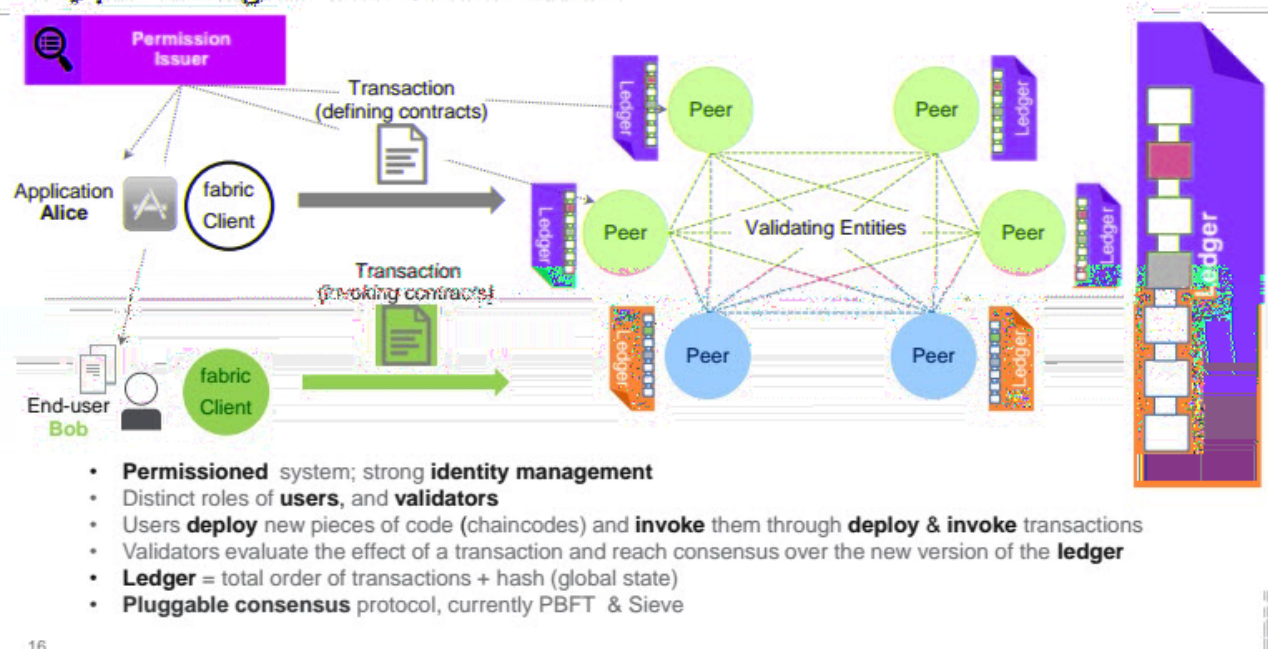 Permission
Issuer
Transaction
(defining contracts)
Application
Alice
fabric
Client
Ledger
Peer
Peer
Ledger
Ledger
Peer
Validating Entities
Peer
Ledger
Ledger
Transaction
(invoking contracts)
End-user
Bob
fabric
Client
Ledger
Peer
Peer
Ledger
• Permissioned system; strong identity management
• Distinct roles of users, and validators
• Users deploy new pieces of code (chaincodes) and invoke them through deploy & invoke transactions
• Validators evaluate the effect of a transaction and reach consensus over the new version of the ledger
• Ledger = total order of transactions + hash (global state)
• Pluggable consensus protocol, currently PBFT & Sieve
16